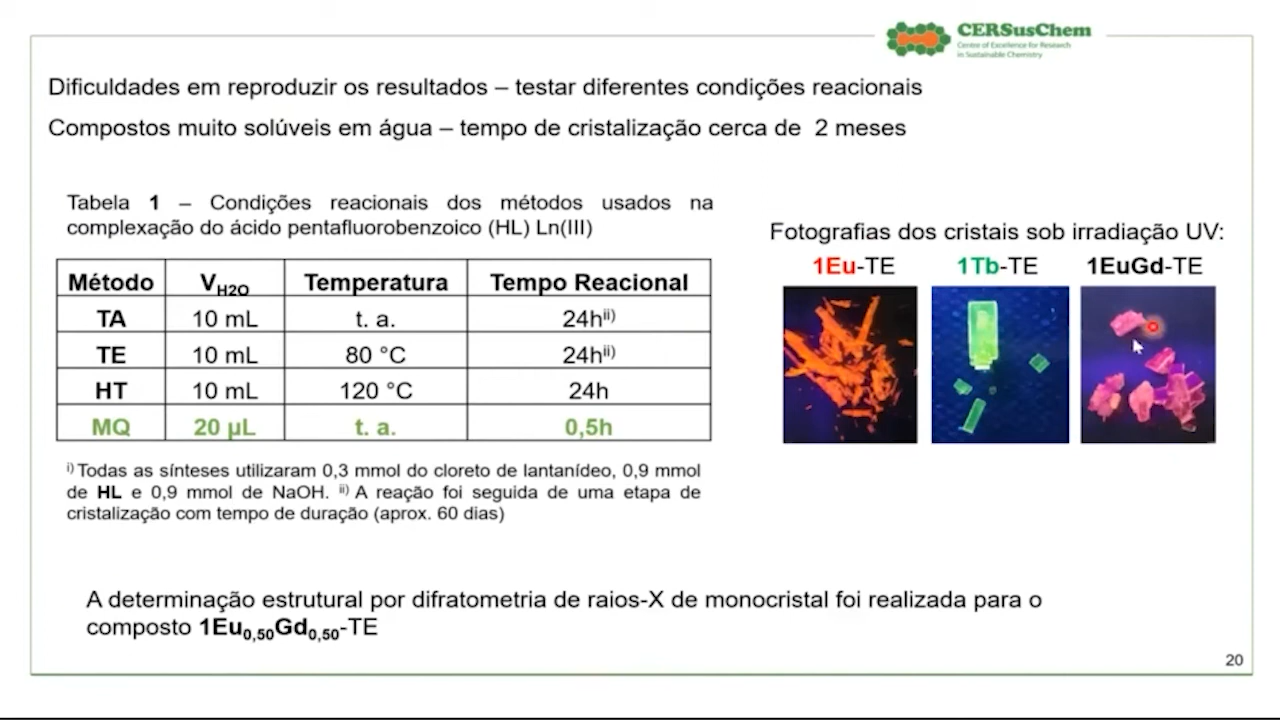 CERSusChem
Centre of Excellence for Research
in Sustainable Chemistry
Dificuldades em reproduzir os resultados – testar diferentes condições reacionais
Compostos muito solúveis em água – tempo de cristalização cerca de 2 meses
Tabela 1 – Condições reacionais dos métodos usados na
complexação do ácido pentafluorobenzoico (HL) Ln(III)
Método V_H2O Temperatura Tempo Reacional
TA 10 mL t. a. 24h^ii)
TE 10 mL 80 °C 24h^ii)
HT 10 mL 120 °C 24h
MQ 20 µL t. a. 0,5h
i) Todas as sínteses utilizaram 0,3 mmol do cloreto de lantanídeo, 0,9 mmol
de HL e 0,9 mmol de NaOH. ii) A reação foi seguida de uma etapa de
cristalização com tempo de duração (aprox. 60 dias)
Fotografias dos cristais sob irradiação UV:
1Eu-TE 1Tb-TE 1EuGd-TE
A determinação estrutural por difratometria de raios-X de monocristal foi realizada para o
composto 1Eu0,50Gd0,50-TE
20